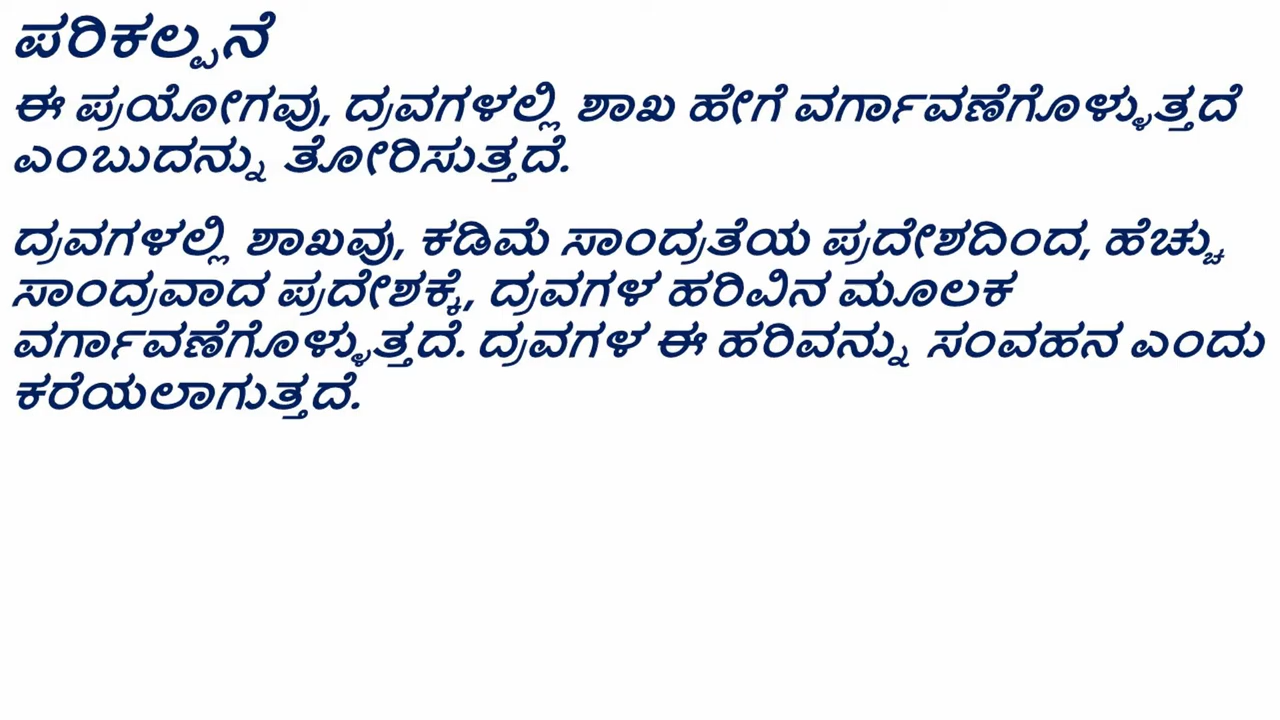 ಪರಿಕಲ್ಪನೆ
ಈ ಪ್ರಯೋಗವು, ದ್ರವಗಳಲ್ಲಿ ಶಾಖ ಹೇಗೆ ವರ್ಗಾವಣೆಗೊಳ್ಳುತ್ತದೆ
ಎಂಬುದನ್ನು ತೋರಿಸುತ್ತದೆ.
ದ್ರವಗಳಲ್ಲಿ ಶಾಖವು, ಕಡಿಮೆ ಸಾಂದ್ರತೆಯ ಪ್ರದೇಶದಿಂದ, ಹೆಚ್ಚು
ಸಾಂದ್ರವಾದ ಪ್ರದೇಶಕ್ಕೆ, ದ್ರವಗಳ ಹರಿವಿನ ಮೂಲಕ
ವರ್ಗಾವಣೆಗೊಳ್ಳುತ್ತದೆ. ದ್ರವಗಳ ಈ ಹರಿವನ್ನು ಸಂವಹನ ಎಂದು
ಕರೆಯಲಾಗುತ್ತದೆ.